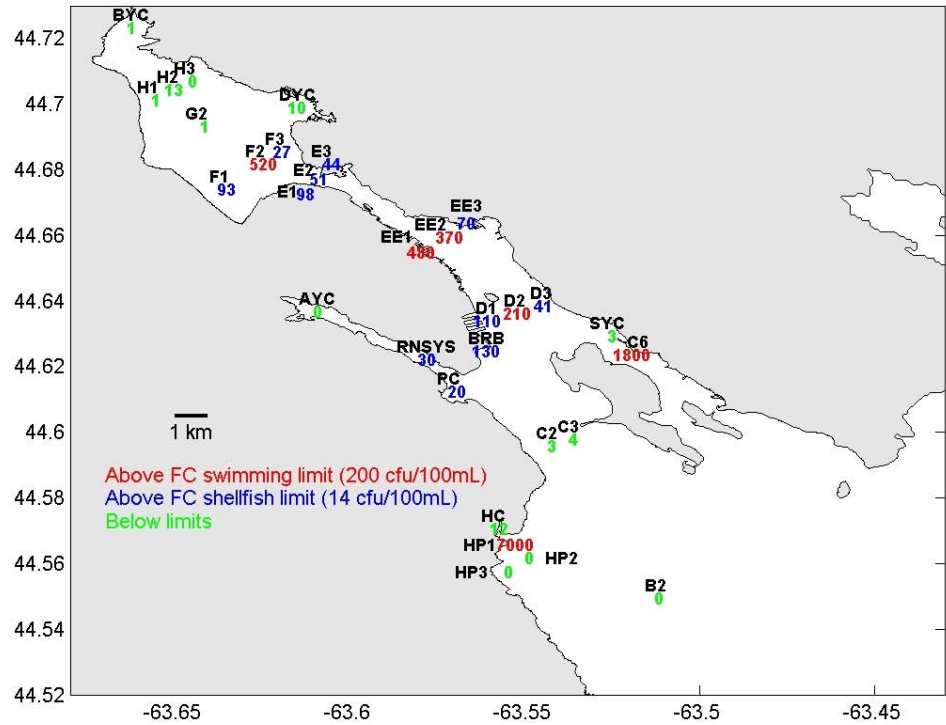 BYC
44.72
1
H3
H2
0
H1
13
44.7
1
DYC
10
G2
1
F3
F2
27
E3
44.68
520
44
E2
F1
51
93
E1
98
EE3
EE2
70
44.66
EE1
370
480
44.64
AYC
D3
0
D1
D2
41
110
210
SYC
BRB
3
C6
RNSYS
130
1800
44.62
30
PC
20
1 km
44.6
C2
C3
3
4
Above FC swimming limit (200 cfu/100mL)
Above FC shellfish limit (14 cfu/100mL)
44.58
Below limits
HC
12
HP1
7000
44.56
0
HP2
HP3
0
B2
0
44.54
44.52
-63.65
-63.6
-63.55
-63.5
-63.45